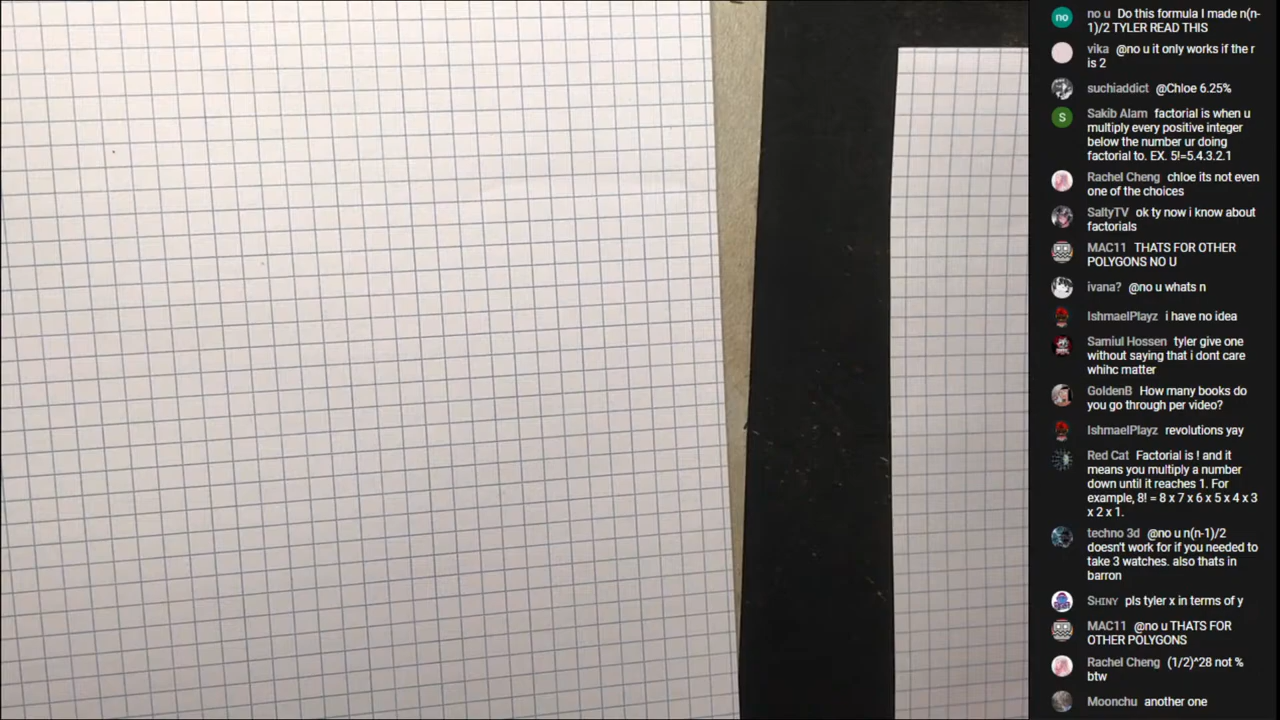 no
no u Do this formula I made n(n-
1)/2 TYLER READ THIS
vika @no u it only works if the r
is 2
suchiaddict @Chloe 6.25%
S
Sakib Alam factorial is when u
multiply every positive integer
below the number ur doing
factorial to. EX. 5!=5.4.3.2.1
Rachel Cheng chloe its not even
one of the choices
SaltyTV ok ty now i know about
factorials
MAC11 THATS FOR OTHER
POLYGONS NO U
ivana? @no u whats n
IshmaelPlayz i have no idea
Samiul Hossen tyler give one
without saying that i dont care
whihc matter
GoldenB How many books do
you go through per video?
IshmaelPlayz revolutions yay
Red Cat Factorial is ! and it
means you multiply a number
down until it reaches 1. For
example, 8! = 8 x 7 x 6 x 5 x 4 x 3
x 2 x 1.
techno 3d @no u n(n-1)/2
doesn't work for if you needed to
take 3 watches. also thats in
barron
SHINY pls tyler x in terms of y
MAC11 @no u THATS FOR
OTHER POLYGONS
Rachel Cheng (1/2)^28 not %
btw
Moonchu another one